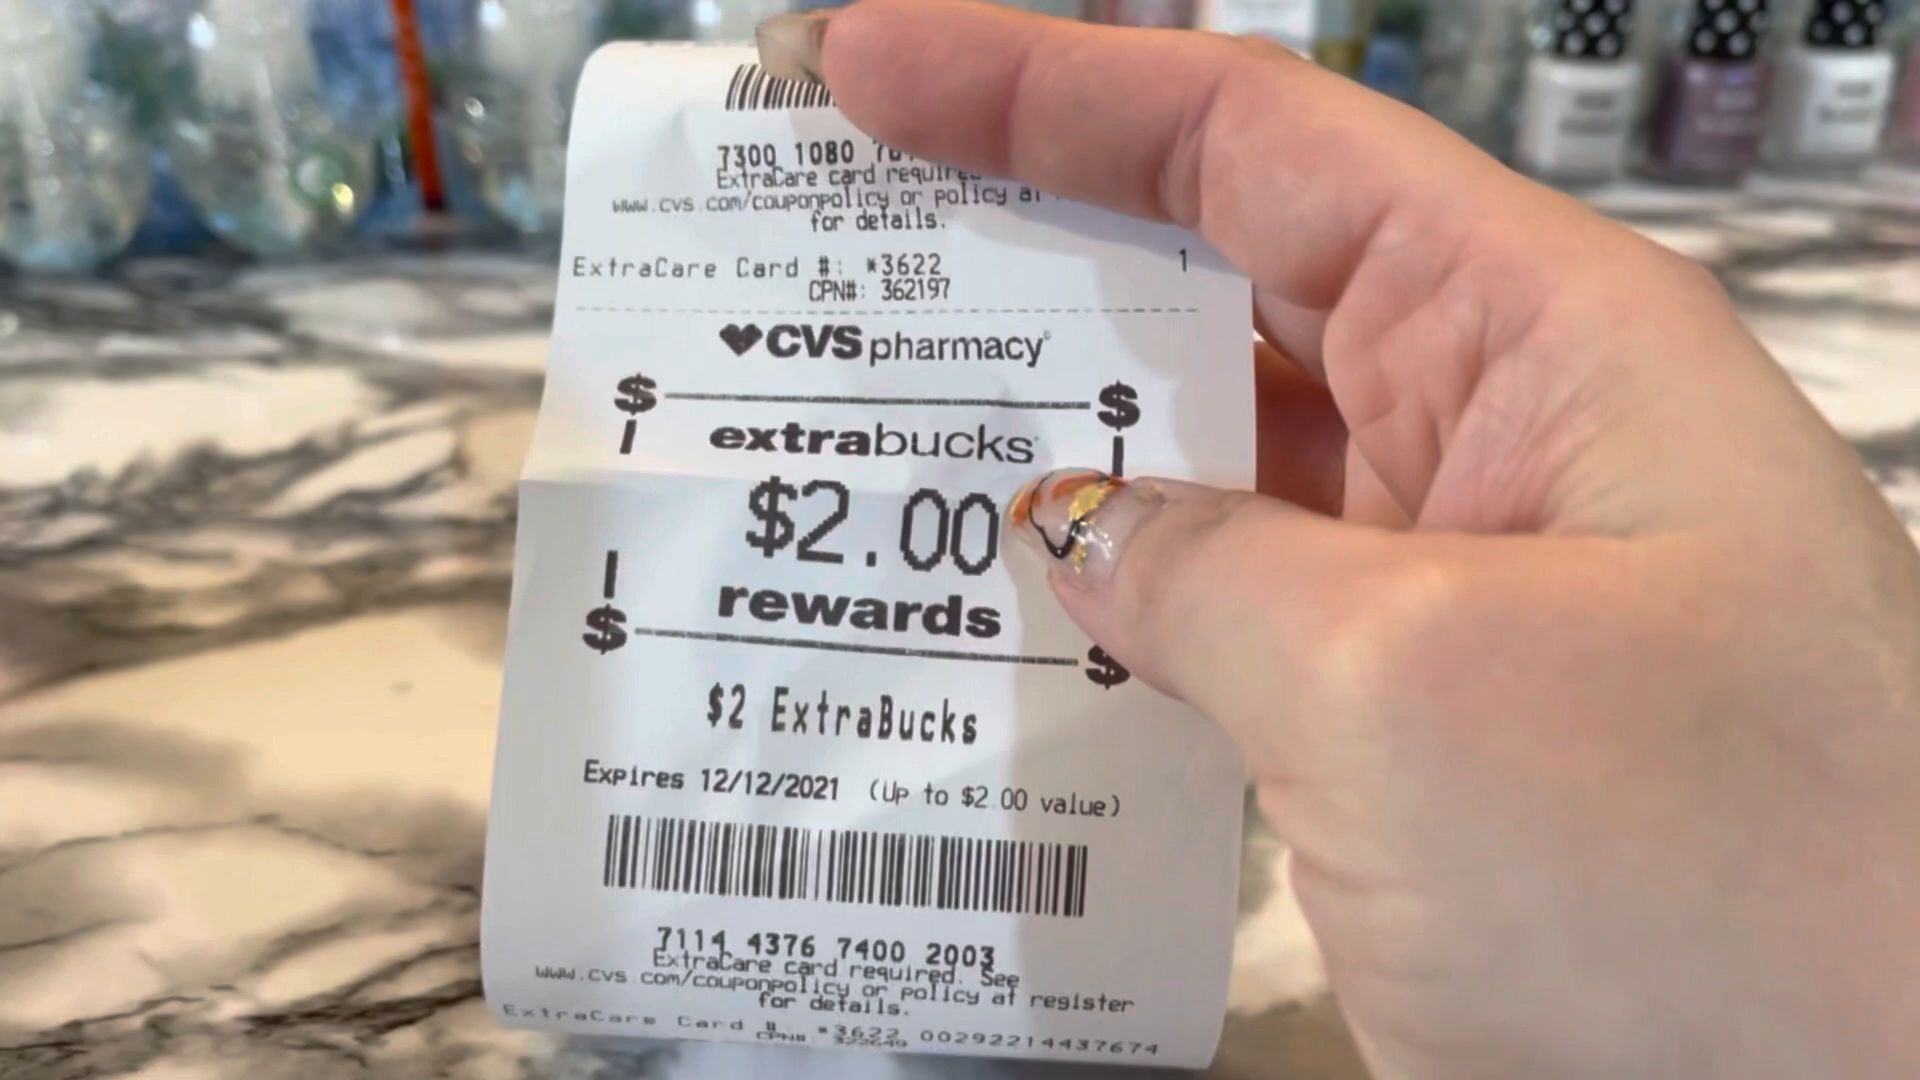 7300 1080
ExtraCare card
www.cvs.com/couponpolicy or policy at
for details.
ExtraCare Card #: *3622 1
CPN#: 362197
CVS pharmacy
$ $
extrabucks
$2.00
rewards
$ $
$2 ExtraBucks
Expires 12/12/2021 (Up to $2.00 value)
7114 4376 7400 2003
ExtraCare card required. See
www.cvs.com/couponpolicy or policy at register
for details.
ExtraCare Card #: *3622 00292214437674
CPN#: